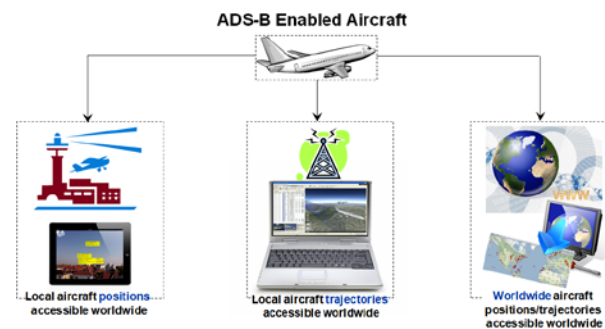 ADS-B Enabled Aircraft
www.
Local aircraft positions
accessible worldwide
Local aircraft trajectories
accessible worldwide
Worldwide aircraft
positions/trajectories
accessible worldwide